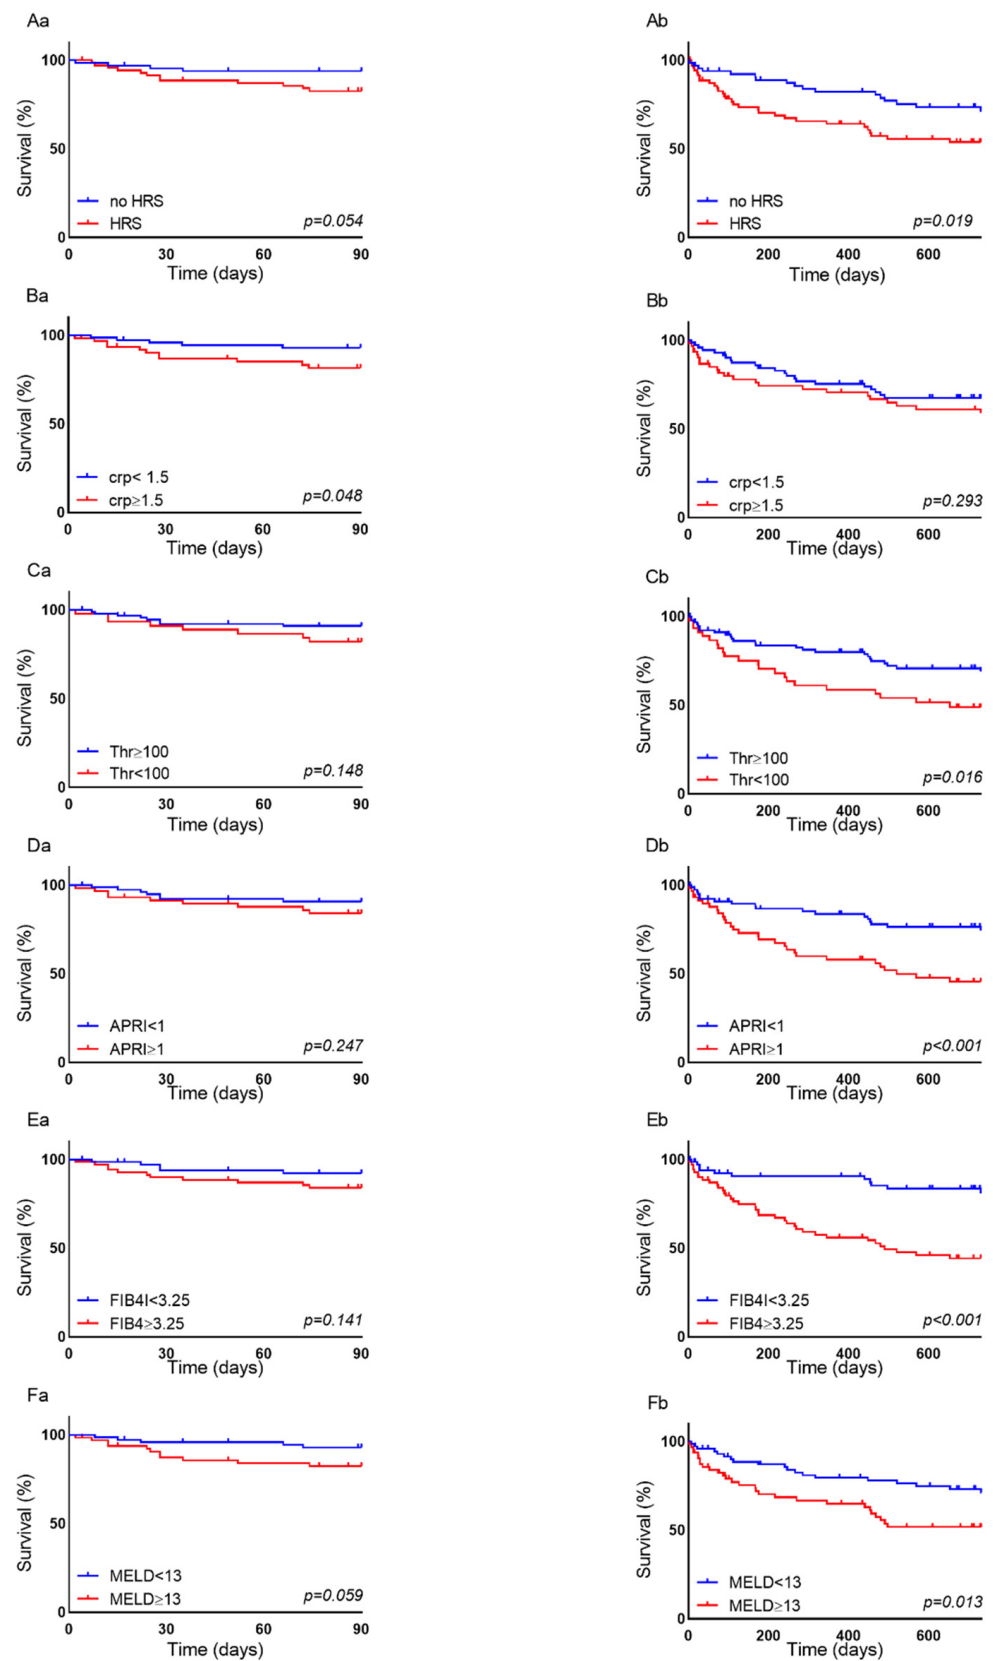 Aa
100
50
0
Survival (%)
no HRS
HRS
p=0.054
0 30 60 90
Time (days)
Ab
100
50
0
Survival (%)
no HRS
HRS
p=0.019
0 200 400 600
Time (days)
Ba
100
50
0
Survival (%)
crp< 1.5
crp≥1.5
p=0.048
0 30 60 90
Time (days)
Bb
100
50
0
Survival (%)
crp<1.5
crp≥1.5
p=0.293
0 200 400 600
Time (days)
Ca
100
50
0
Survival (%)
Thr≥100
Thr<100
p=0.148
0 30 60 90
Time (days)
Cb
100
50
0
Survival (%)
Thr≥100
Thr<100
p=0.016
0 200 400 600
Time (days)
Da
100
50
0
Survival (%)
APRI<1
APRI≥1
p=0.247
0 30 60 90
Time (days)
Db
100
50
0
Survival (%)
APRI<1
APRI≥1
p<0.001
0 200 400 600
Time (days)
Ea
100
50
0
Survival (%)
FIB4I<3.25
FIB4≥3.25
p=0.141
0 30 60 90
Time (days)
Eb
100
50
0
Survival (%)
FIB4I<3.25
FIB4≥3.25
p<0.001
0 200 400 600
Time (days)
Fa
100
50
0
Survival (%)
MELD<13
MELD≥13
p=0.059
0 30 60 90
Time (days)
Fb
100
50
0
Survival (%)
MELD<13
MELD≥13
p=0.013
0 200 400 600
Time (days)